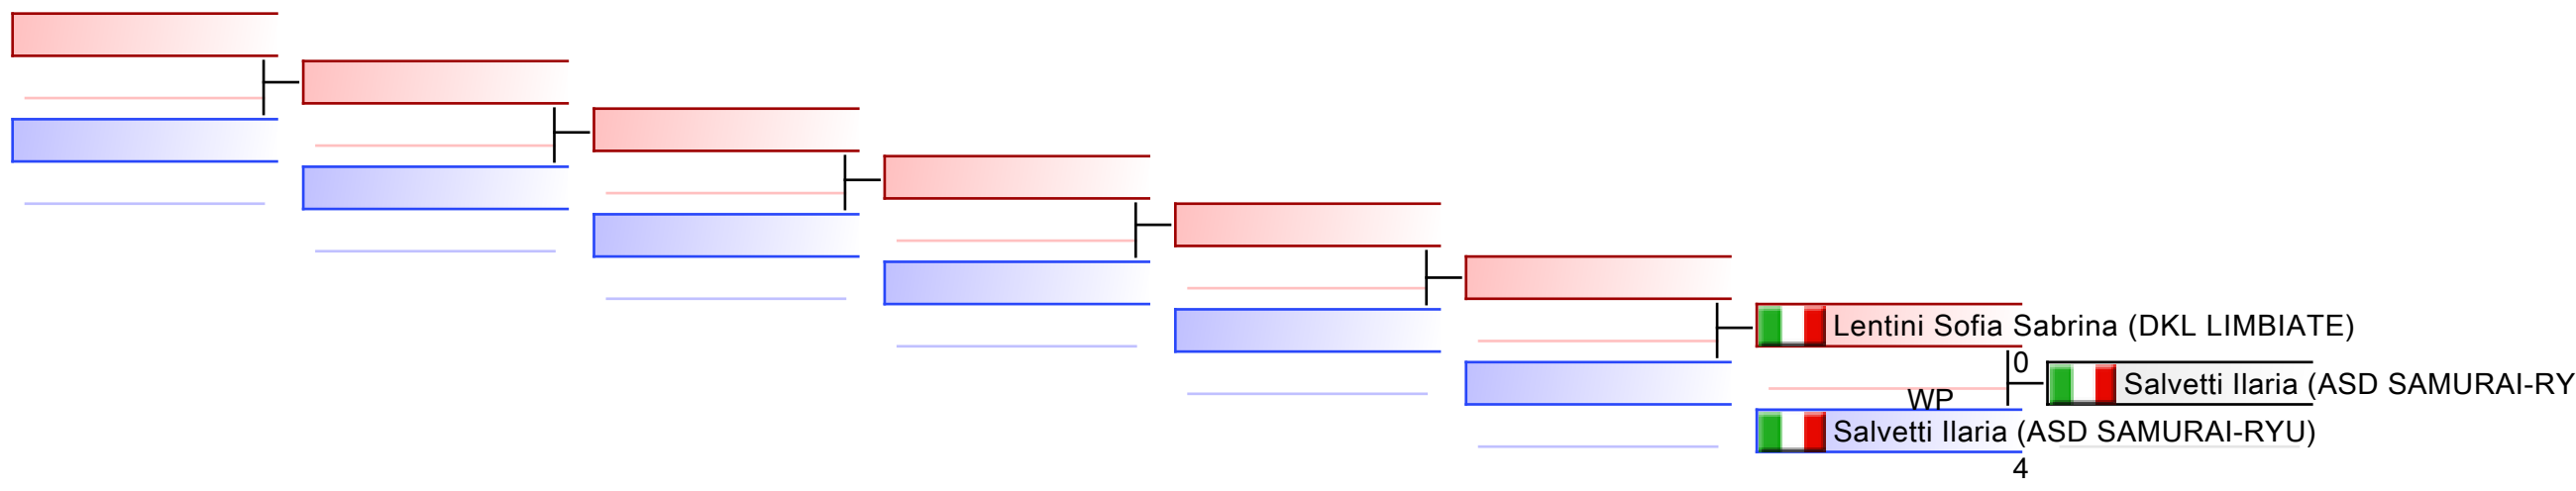 Lentini Sofia Sabrina (DKL LIMBIATE)
0
Salvetti Ilaria (ASD SAMURAI-RY
WP
Salvetti Ilaria (ASD SAMURAI-RYU)
4